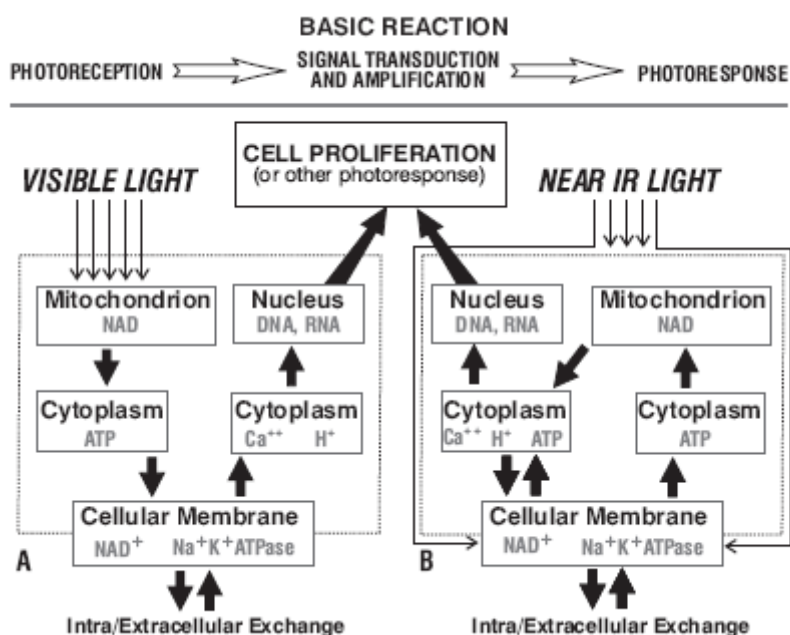 BASIC REACTION
PHOTORECEPTION
SIGNAL TRANSDUCTION
AND AMPLIFICATION
PHOTORESPONSE
CELL PROLIFERATION
(or other photoresponse)
VISIBLE LIGHT
NEAR IR LIGHT
Mitochondrion
NAD
Nucleus
DNA, RNA
Cytoplasm
ATP
Cytoplasm
Ca⁺⁺ H⁺
Cellular Membrane
NAD⁺ Na⁺K⁺ATPase
A
Intra/Extracellular Exchange
Nucleus
DNA, RNA
Mitochondrion
NAD
Cytoplasm
Ca⁺⁺ H⁺ ATP
Cytoplasm
ATP
Cellular Membrane
NAD⁺ Na⁺K⁺ATPase
B
Intra/Extracellular Exchange